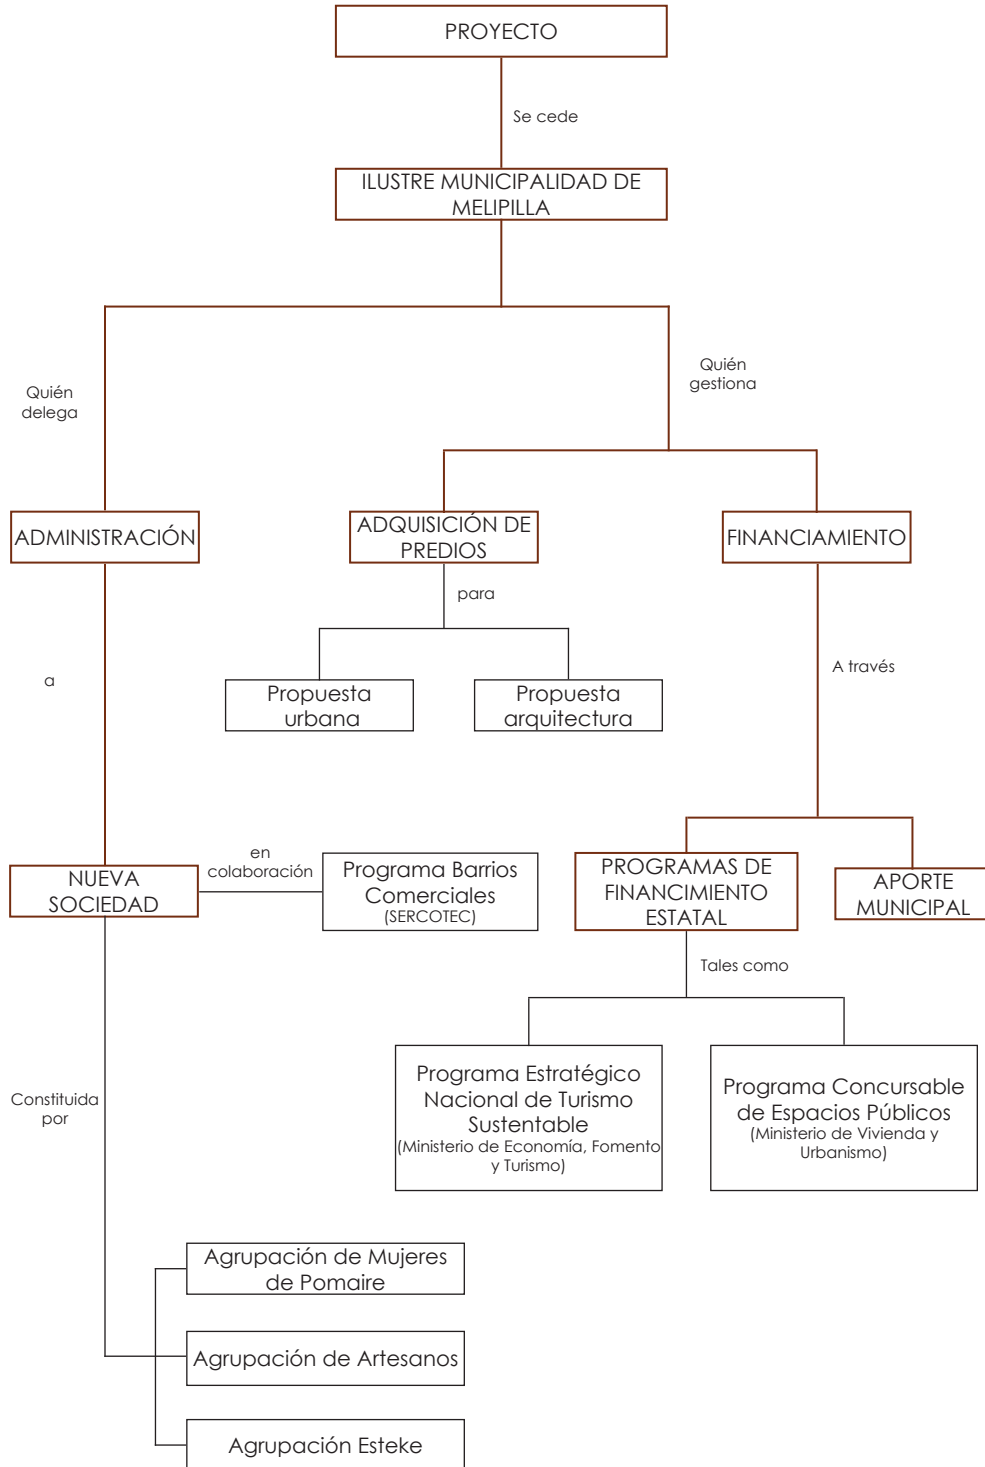 PROYECTO
Se cede
ILUSTRE MUNICIPALIDAD DE
MELIPILLA
Quién
delega
Quién
gestiona
ADMINISTRACIÓN
ADQUISICIÓN DE
PREDIOS
FINANCIAMIENTO
para
a
A través
Propuesta
urbana
Propuesta
arquitectura
NUEVA
SOCIEDAD
en
colaboración
Programa Barrios
Comerciales
(SERCOTEC)
PROGRAMAS DE
FINANCIMIENTO
ESTATAL
APORTE
MUNICIPAL
Tales como
Programa Estratégico
Nacional de Turismo
Sustentable
(Ministerio de Economía, Fomento
y Turismo)
Programa Concursable
de Espacios Públicos
(Ministerio de Vivienda y
Urbanismo)
Constituida
por
Agrupación de Mujeres
de Pomaire
Agrupación de Artesanos
Agrupación Esteke